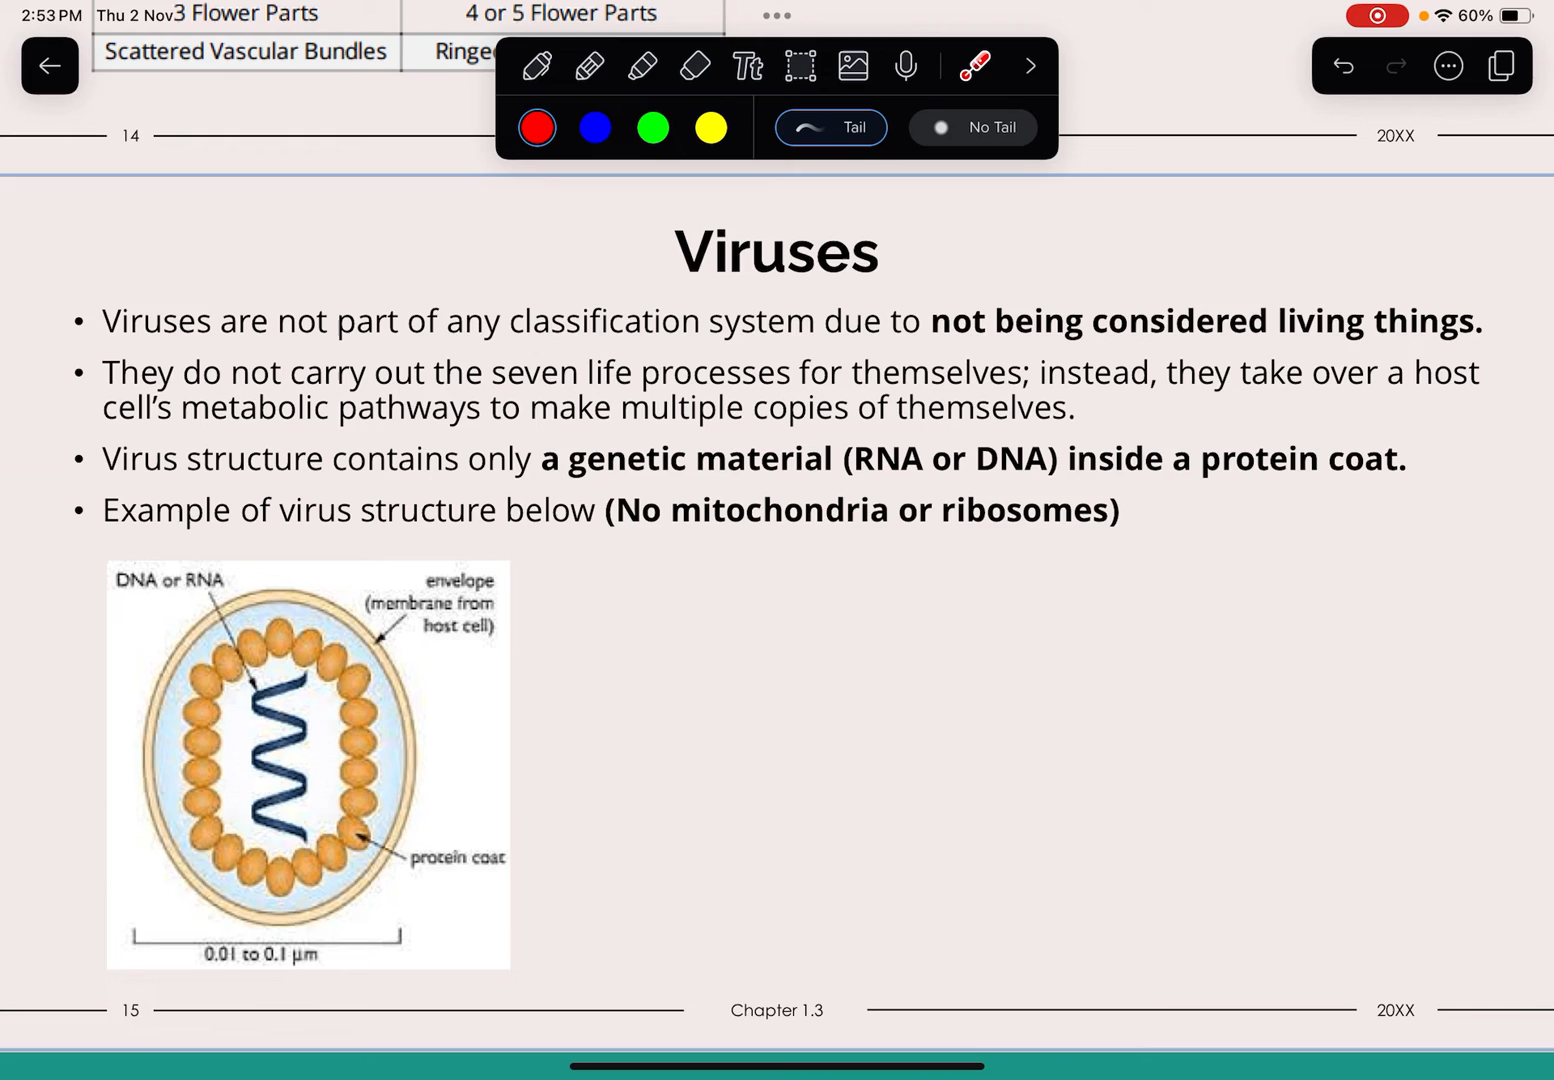 2:53 PM Thu 2 Nov
60%
3 Flower Parts
4 or 5 Flower Parts
Scattered Vascular Bundles
Tt
Tail
No Tail
14
20XX
Viruses
• Viruses are not part of any classification system due to not being considered living things.
• They do not carry out the seven life processes for themselves; instead, they take over a host
cell's metabolic pathways to make multiple copies of themselves.
• Virus structure contains only a genetic material (RNA or DNA) inside a protein coat.
• Example of virus structure below (No mitochondria or ribosomes)
DNA or RNA
envelope
(membrane from
host cell)
protein coat
0.01 to 0.1 µm
15
Chapter 1.3
20XX